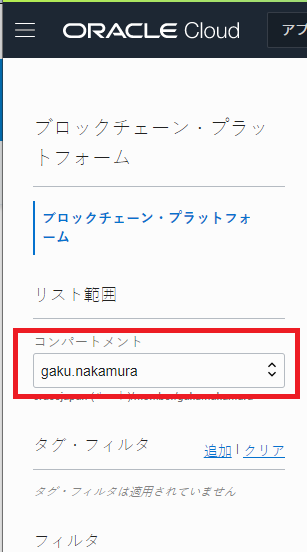 ORACLE Cloud
アプ
ブロックチェーン・プラッ
トフォーム
ブロックチェーン・プラットフォ
ーム
リスト範囲
コンパートメント
gaku.nakamura
タグ・フィルタ 追加 | クリア
タグ・フィルタは適用されていません
フィルタ